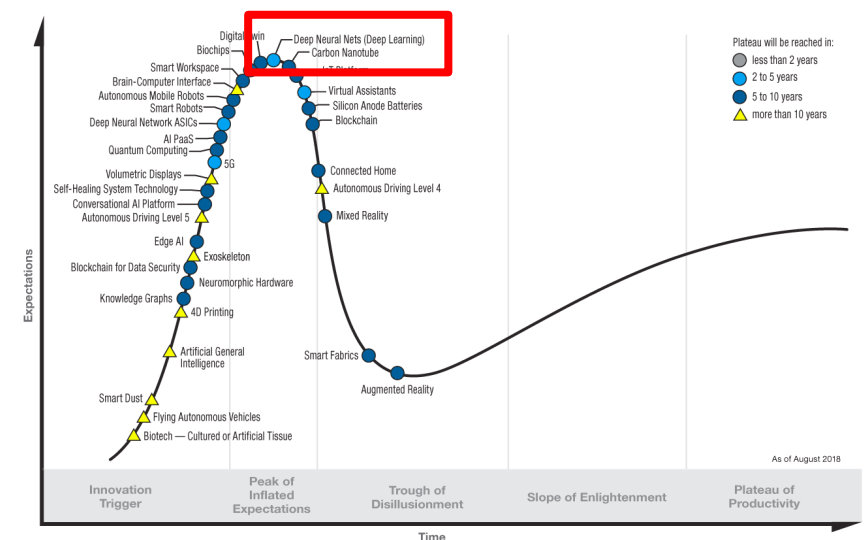 Digital
Deep Neural Nets (Deep Learning)
Biochips
Carbon Nanotube
Smart Workspace
Brain-Computer Interface
Autonomous Mobile Robots
Smart Robots
Deep Neural Network ASICs
AI PaaS
Quantum Computing
5G
Volumetric Displays
Self-Healing System Technology
Conversational AI Platform
Autonomous Driving Level 5
Edge AI
Exoskeleton
Blockchain for Data Security
Neuromorphic Hardware
Knowledge Graphs
4D Printing
Artificial General
Intelligence
Smart Dust
Flying Autonomous Vehicles
Biotech — Cultured or Artificial Tissue
Virtual Assistants
Silicon Anode Batteries
Blockchain
Connected Home
Autonomous Driving Level 4
Mixed Reality
Smart Fabrics
Augmented Reality
Plateau will be reached in:
less than 2 years
2 to 5 years
5 to 10 years
more than 10 years
As of August 2018
Expectations
Innovation
Trigger
Peak of
Inflated
Expectations
Trough of
Disillusionment
Slope of Enlightenment
Plateau of
Productivity
Time